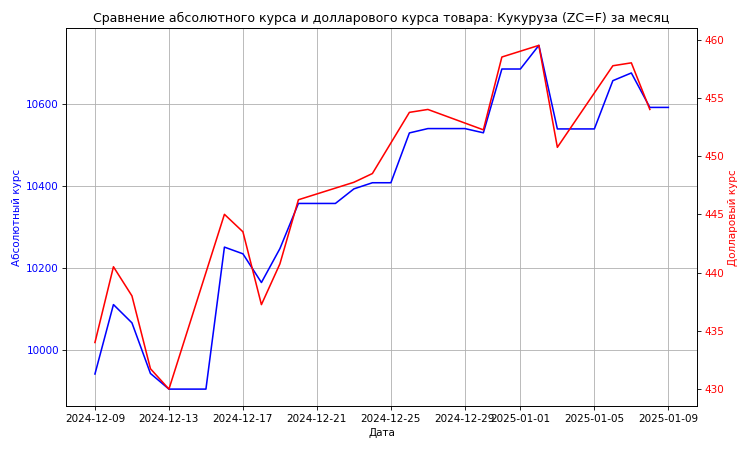 Сравнение абсолютного курса и долларового курса товара: Кукуруза (ZC=F) за месяц
Абсолютный курс
10600
10400
10200
10000
460
455
450
445
440
435
430
Долларовый курс
2024-12-09 2024-12-13 2024-12-17 2024-12-21 2024-12-25 2024-12-29 2025-01-01 2025-01-05 2025-01-09
Дата